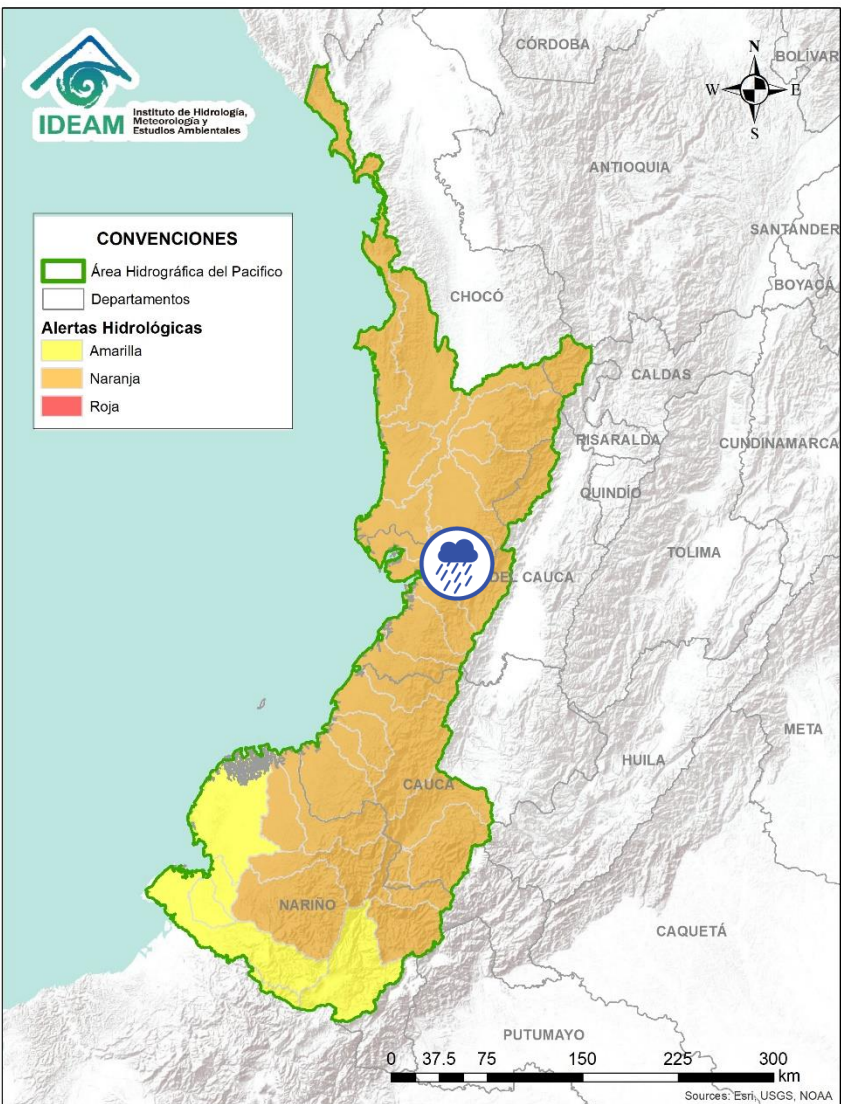 IDEAM
Instituto de Hidrología,
Meteorología y
Estudios Ambientales
N
W
E
S
CONVENCIONES
Área Hidrográfica del Pacifico
Departamentos
Alertas Hidrológicas
Amarilla
Naranja
Roja
CÓRDOBA
BOLÍVAR
ANTIOQUIA
SANTANDER
BOYACÁ
CHOCÓ
CALDAS
RISARALDA
CUNDINAMARCA
QUINDÍO
TOLIMA
DEL CAUCA
META
HUILA
CAUCA
NARIÑO
CAQUETÁ
PUTUMAYO
0 37.5 75 150 225 300
km
Sources: Esri, USGS, NOAA